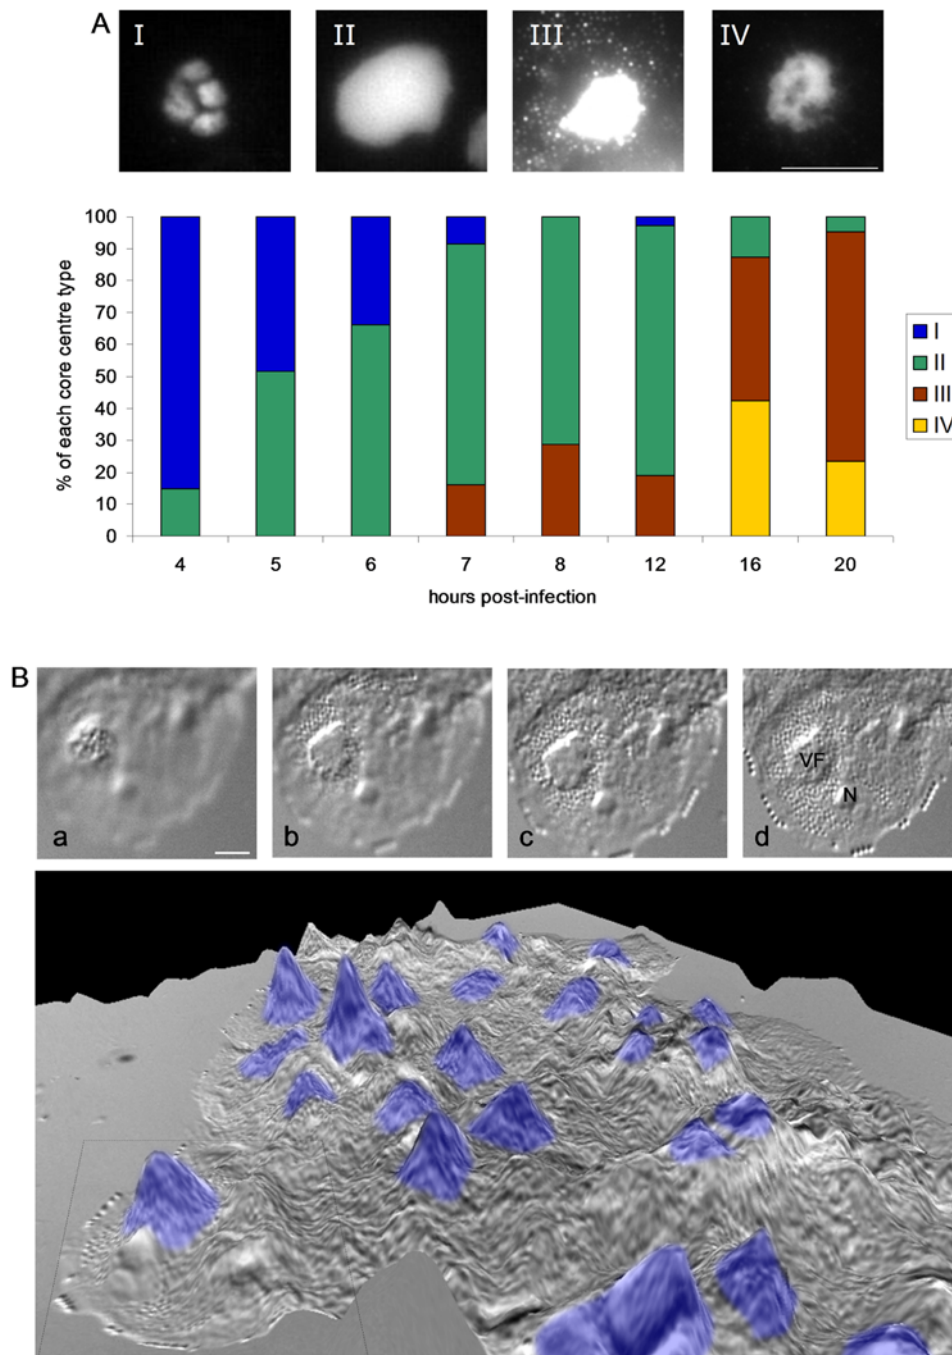 A
I II III IV
100
90
80
70
60
50
40
30
20
10
0
% of each core centre type
4 5 6 7 8 12 16 20
hours post-infection
I
II
III
IV
B
a b c d
VF
N